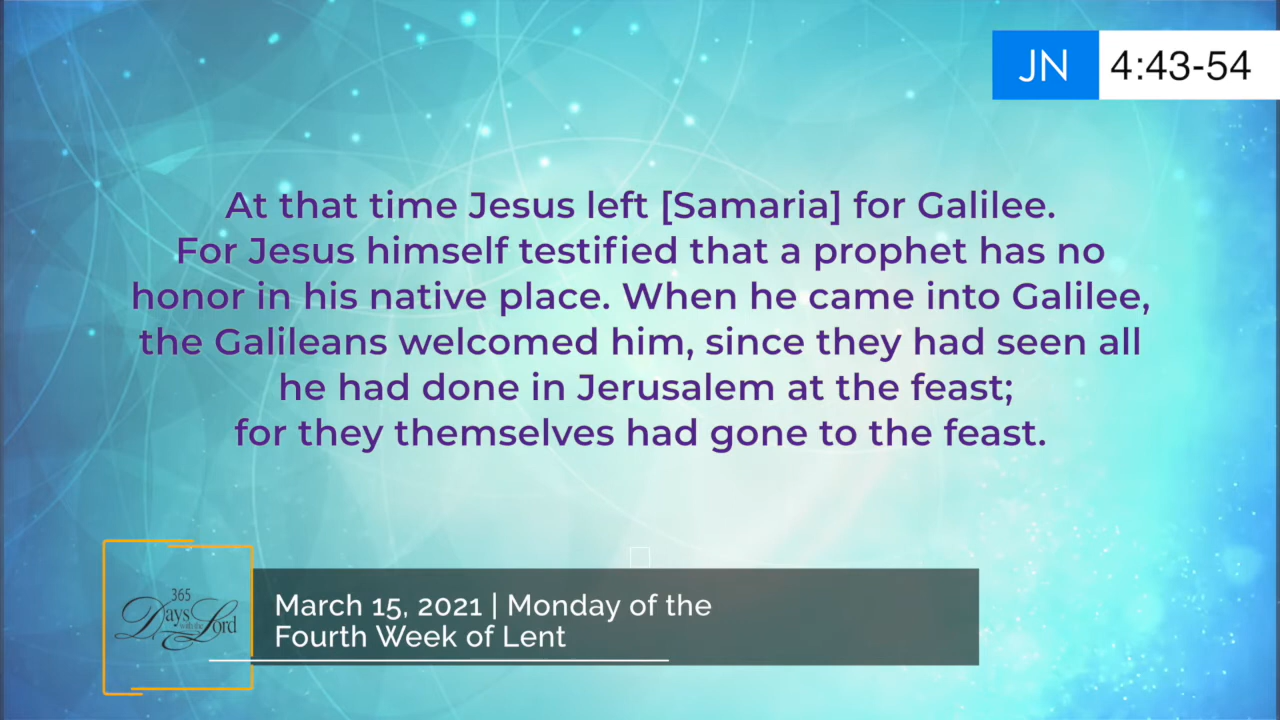 JN 4:43-54
At that time Jesus left [Samaria] for Galilee.
For Jesus himself testified that a prophet has no
honor in his native place. When he came into Galilee,
the Galileans welcomed him, since they had seen all
he had done in Jerusalem at the feast;
for they themselves had gone to the feast.
365
Days with the Lord
March 15, 2021 | Monday of the
Fourth Week of Lent